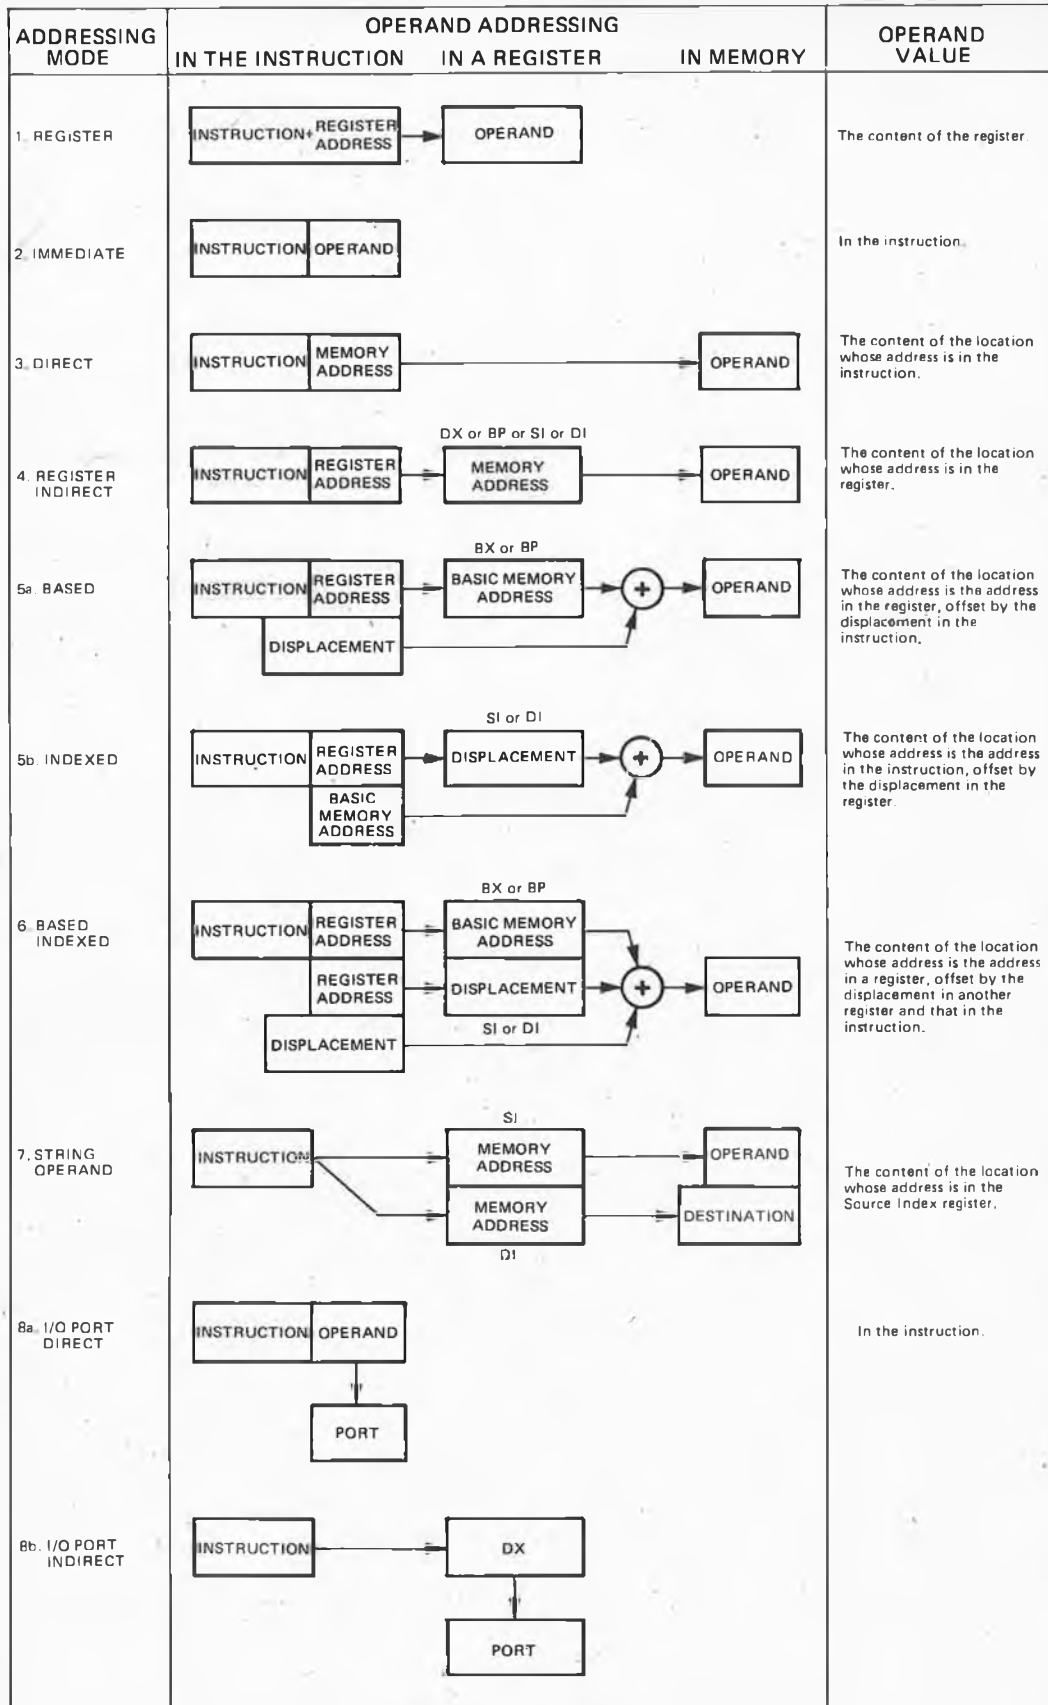 ADDRESSING
MODE
OPERAND ADDRESSING
IN THE INSTRUCTION
IN A REGISTER
IN MEMORY
OPERAND
VALUE
1. REGISTER
INSTRUCTION+
REGISTER
ADDRESS
OPERAND
The content of the register.
2. IMMEDIATE
INSTRUCTION
OPERAND
In the instruction.
3. DIRECT
INSTRUCTION
MEMORY
ADDRESS
OPERAND
The content of the location
whose address is in the
instruction.
4. REGISTER
INDIRECT
INSTRUCTION
REGISTER
ADDRESS
DX or BP or SI or DI
MEMORY
ADDRESS
OPERAND
The content of the location
whose address is in the
register.
5a. BASED
INSTRUCTION
REGISTER
ADDRESS
DISPLACEMENT
BX or BP
BASIC MEMORY
ADDRESS
+
OPERAND
The content of the location
whose address is the address
in the register, offset by the
displacement in the
instruction.
5b. INDEXED
INSTRUCTION
REGISTER
ADDRESS
BASIC
MEMORY
ADDRESS
SI or DI
DISPLACEMENT
+
OPERAND
The content of the location
whose address is the address
in the instruction, offset by
the displacement in the
register.
6. BASED
INDEXED
INSTRUCTION
REGISTER
ADDRESS
REGISTER
ADDRESS
DISPLACEMENT
BX or BP
BASIC MEMORY
ADDRESS
DISPLACEMENT
SI or DI
+
OPERAND
The content of the location
whose address is the address
in a register, offset by the
displacement in another
register and that in the
instruction.
7. STRING
OPERAND
INSTRUCTION
SI
MEMORY
ADDRESS
MEMORY
ADDRESS
DI
OPERAND
DESTINATION
The content of the location
whose address is in the
Source Index register.
8a. I/O PORT
DIRECT
INSTRUCTION
OPERAND
PORT
In the instruction.
8b. I/O PORT
INDIRECT
INSTRUCTION
DX
PORT